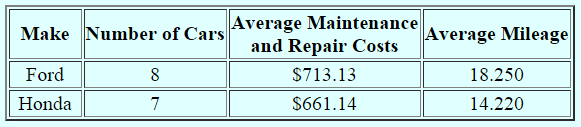 Make Number of Cars Average Maintenance and Repair Costs Average Mileage
Ford 8 $713.13 18.250
Honda 7 $661.14 14.220